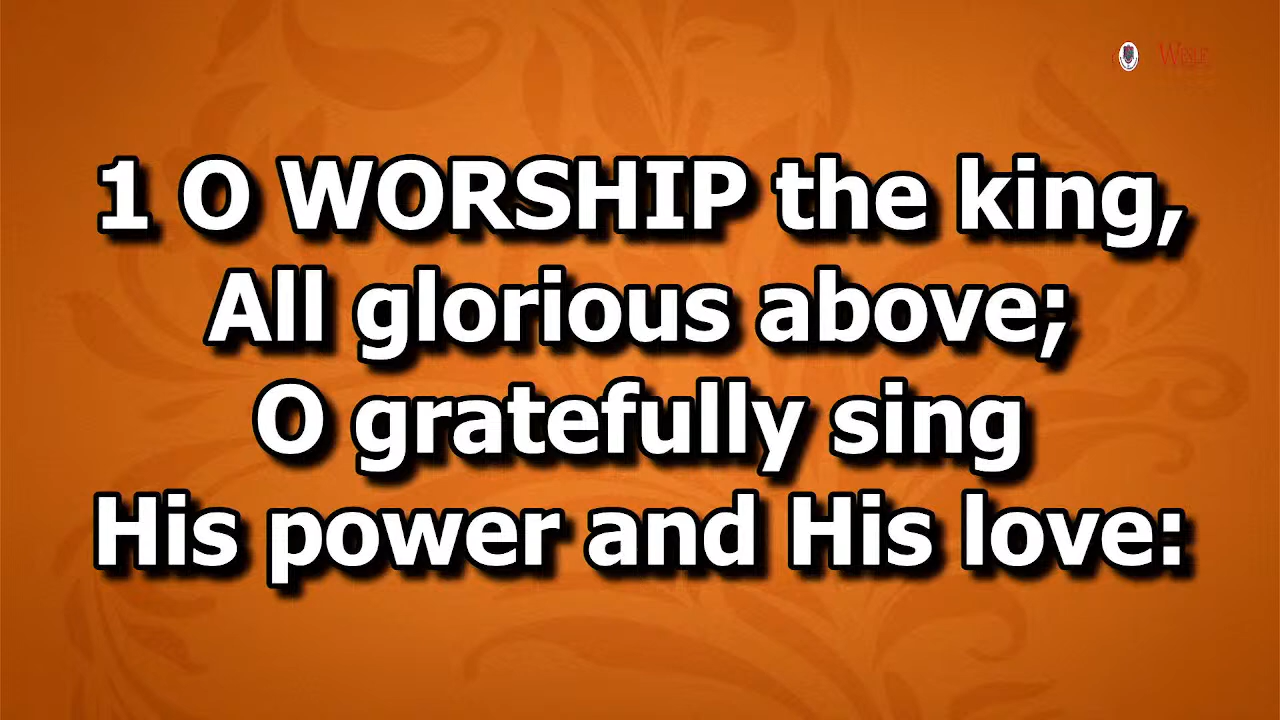 1 O WORSHIP the king,
All glorious above;
O gratefully sing
His power and His love: